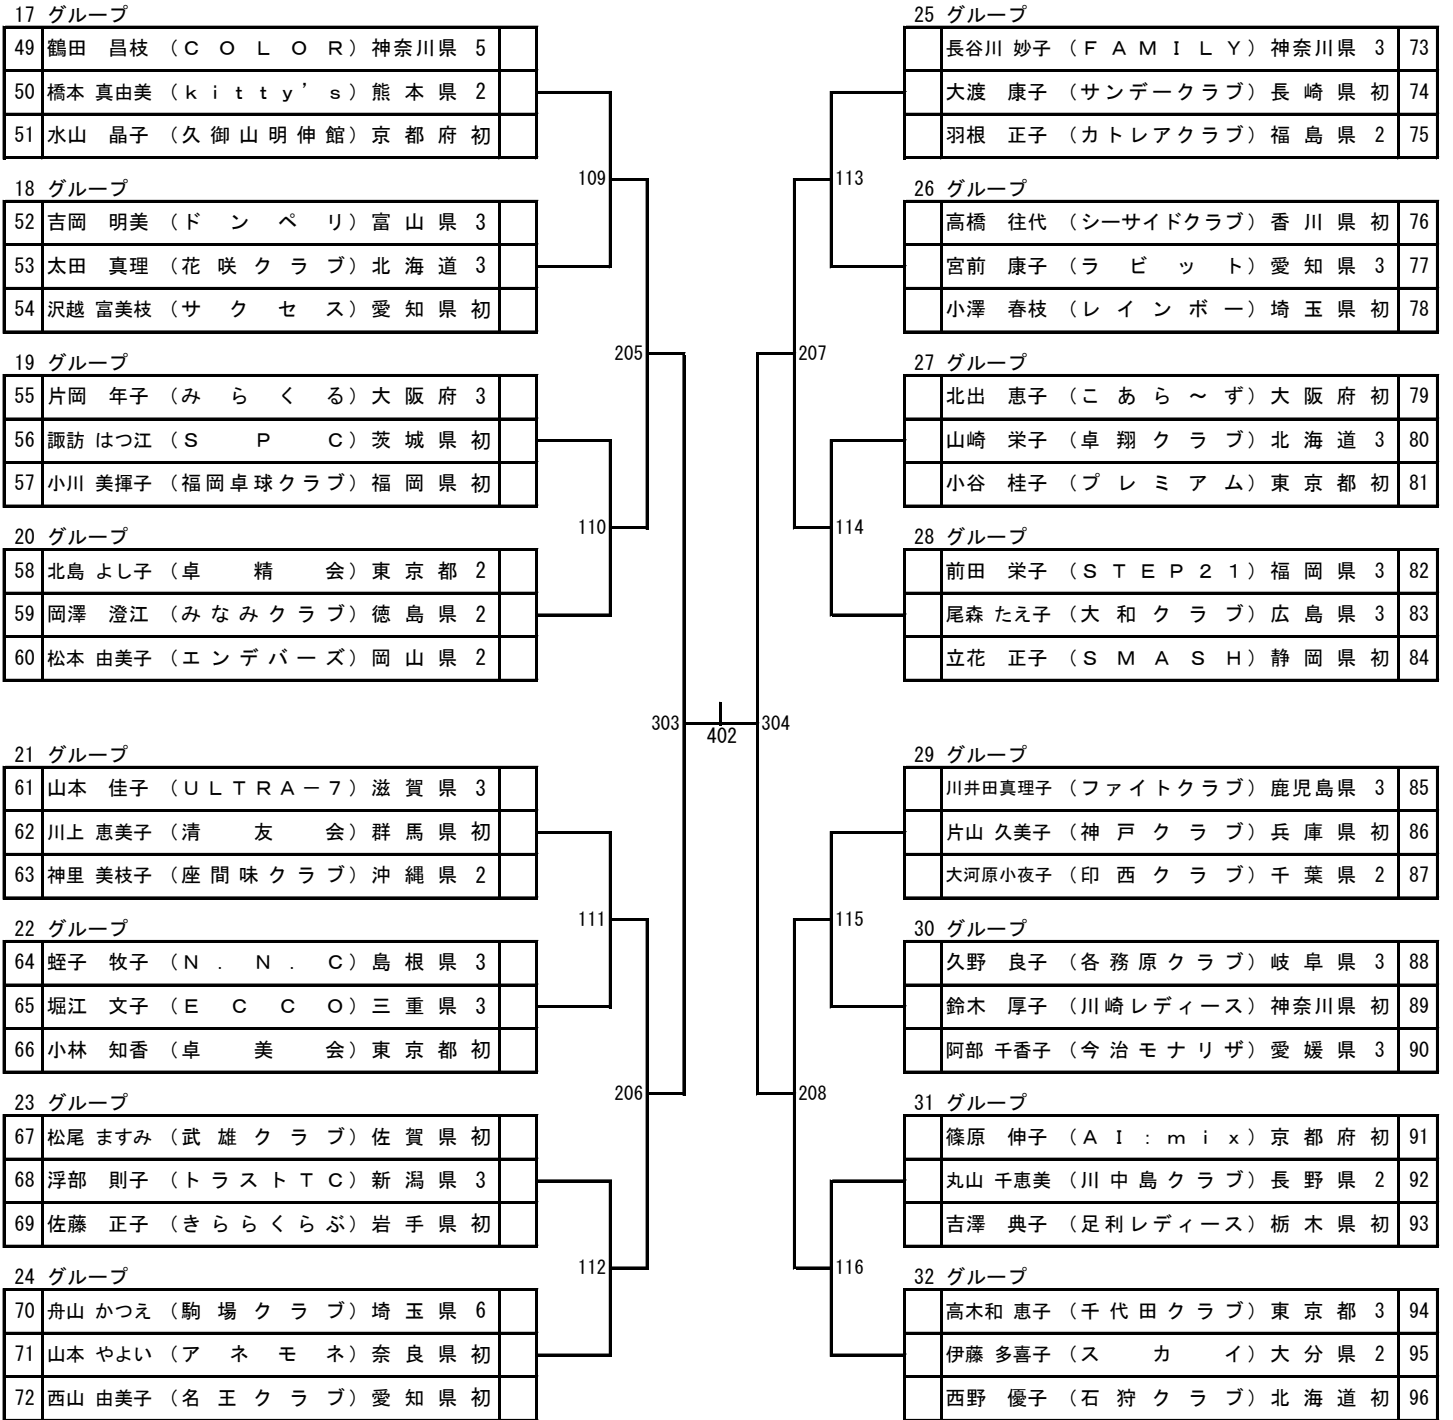 17 グループ
49 鶴田 昌枝 （ＣＯＬＯＲ） 神奈川県 5
50 橋本 真由美 （ｋｉｔｔｙ’ｓ） 熊本県 2
51 水山 晶子 （久御山明伸館） 京都府 初
109
18 グループ
52 吉岡 明美 （ドンペリ） 富山県 3
53 太田 真理 （花咲クラブ） 北海道 3
54 沢越 富美枝 （サクセス） 愛知県 初
205
19 グループ
55 片岡 年子 （みらくる） 大阪府 3
56 諏訪 はつ江 （ＳＰＣ） 茨城県 初
57 小川 美揮子 （福岡卓球クラブ） 福岡県 初
110
20 グループ
58 北島 よし子 （卓精会） 東京都 2
59 岡澤 澄江 （みなみクラブ） 徳島県 2
60 松本 由美子 （エンデバーズ） 岡山県 2
303
402
304
21 グループ
61 山本 佳子 （ＵＬＴＲＡ－７） 滋賀県 3
62 川上 恵美子 （清友会） 群馬県 初
63 神里 美枝子 （座間味クラブ） 沖縄県 2
111
22 グループ
64 蛭子 牧子 （Ｎ．Ｎ．Ｃ） 島根県 3
65 堀江 文子 （ＥＣＣＯ） 三重県 3
66 小林 知香 （卓美会） 東京都 初
206
23 グループ
67 松尾 ますみ （武雄クラブ） 佐賀県 初
68 浮部 則子 （トラストＴＣ） 新潟県 3
69 佐藤 正子 （きららくらぶ） 岩手県 初
112
24 グループ
70 舟山 かつえ （駒場クラブ） 埼玉県 6
71 山本 やよい （アネモネ） 奈良県 初
72 西山 由美子 （名王クラブ） 愛知県 初
25 グループ
長谷川 妙子 （ＦＡＭＩＬＹ） 神奈川県 3 73
大渡 康子 （サンデークラブ） 長崎県 初 74
羽根 正子 （カトレアクラブ） 福島県 2 75
113
26 グループ
高橋 往代 （シーサイドクラブ） 香川県 初 76
宮前 康子 （ラビット） 愛知県 3 77
小澤 春枝 （レインボー） 埼玉県 初 78
207
27 グループ
北出 恵子 （こあら～ず） 大阪府 初 79
山崎 栄子 （卓翔クラブ） 北海道 3 80
小谷 桂子 （プレミアム） 東京都 初 81
114
28 グループ
前田 栄子 （ＳＴＥＰ２１） 福岡県 3 82
尾森 たえ子 （大和クラブ） 広島県 3 83
立花 正子 （ＳＭＡＳＨ） 静岡県 初 84
29 グループ
川井田真理子 （ファイトクラブ） 鹿児島県 3 85
片山 久美子 （神戸クラブ） 兵庫県 初 86
大河原小夜子 （印西クラブ） 千葉県 2 87
115
30 グループ
久野 良子 （各務原クラブ） 岐阜県 3 88
鈴木 厚子 （川崎レディース） 神奈川県 初 89
阿部 千香子 （今治モナリザ） 愛媛県 3 90
208
31 グループ
篠原 伸子 （ＡＩ：ｍｉｘ） 京都府 初 91
丸山 千恵美 （川中島クラブ） 長野県 2 92
吉澤 典子 （足利レディース） 栃木県 初 93
116
32 グループ
高木和 恵子 （千代田クラブ） 東京都 3 94
伊藤 多喜子 （スカイ） 大分県 2 95
西野 優子 （石狩クラブ） 北海道 初 96